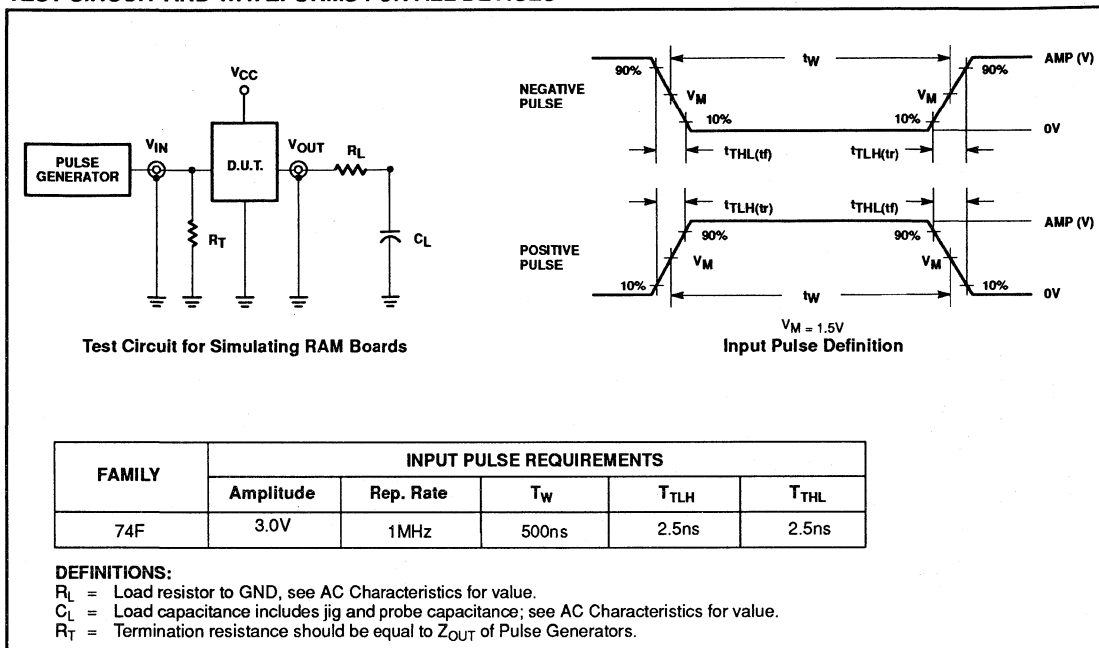 VCC
PULSE
GENERATOR
VIN
D.U.T.
VOUT
RL
RT
CL
Test Circuit for Simulating RAM Boards
NEGATIVE
PULSE
90%
tW
90%
AMP (V)
VM
VM
10%
10%
0V
tTHL(tf)
tTLH(tr)
POSITIVE
PULSE
tTLH(tr)
tTHL(tf)
AMP (V)
90%
90%
VM
VM
10%
tW
10%
0V
VM = 1.5V
Input Pulse Definition
FAMILY
INPUT PULSE REQUIREMENTS
Amplitude Rep. Rate TW TTLH TTHL
74F 3.0V 1MHz 500ns 2.5ns 2.5ns
DEFINITIONS:
RL = Load resistor to GND, see AC Characteristics for value.
CL = Load capacitance includes jig and probe capacitance; see AC Characteristics for value.
RT = Termination resistance should be equal to ZOUT of Pulse Generators.